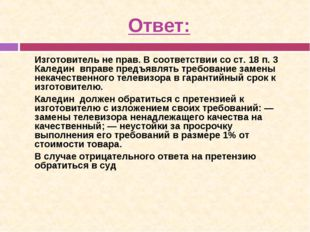 Ответ:
Изготовитель не прав. В соответствии со ст. 18 п. 3
Каледин вправе предъявлять требование замены
некачественного телевизора в гарантийный срок к
изготовителю.
Каледин должен обратиться с претензией к
изготовителю с изложением своих требований: —
замены телевизора ненадлежащего качества на
качественный; — неустойки за просрочку
выполнения его требований в размере 1% от
стоимости товара.
В случае отрицательного ответа на претензию
обратиться в суд